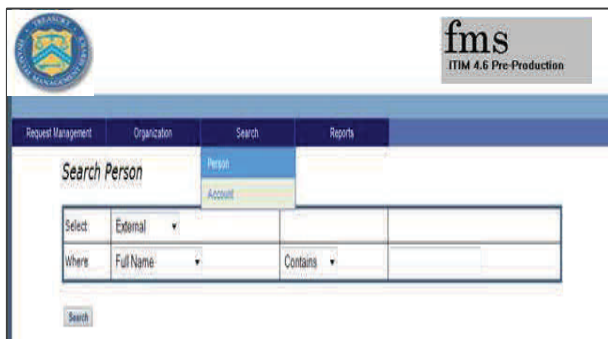 fms
ITIM 4.6 Pre-Production
Request Management Organization Search Reports
Person
Account
Search Person
Select External
Where Full Name Contains
Search